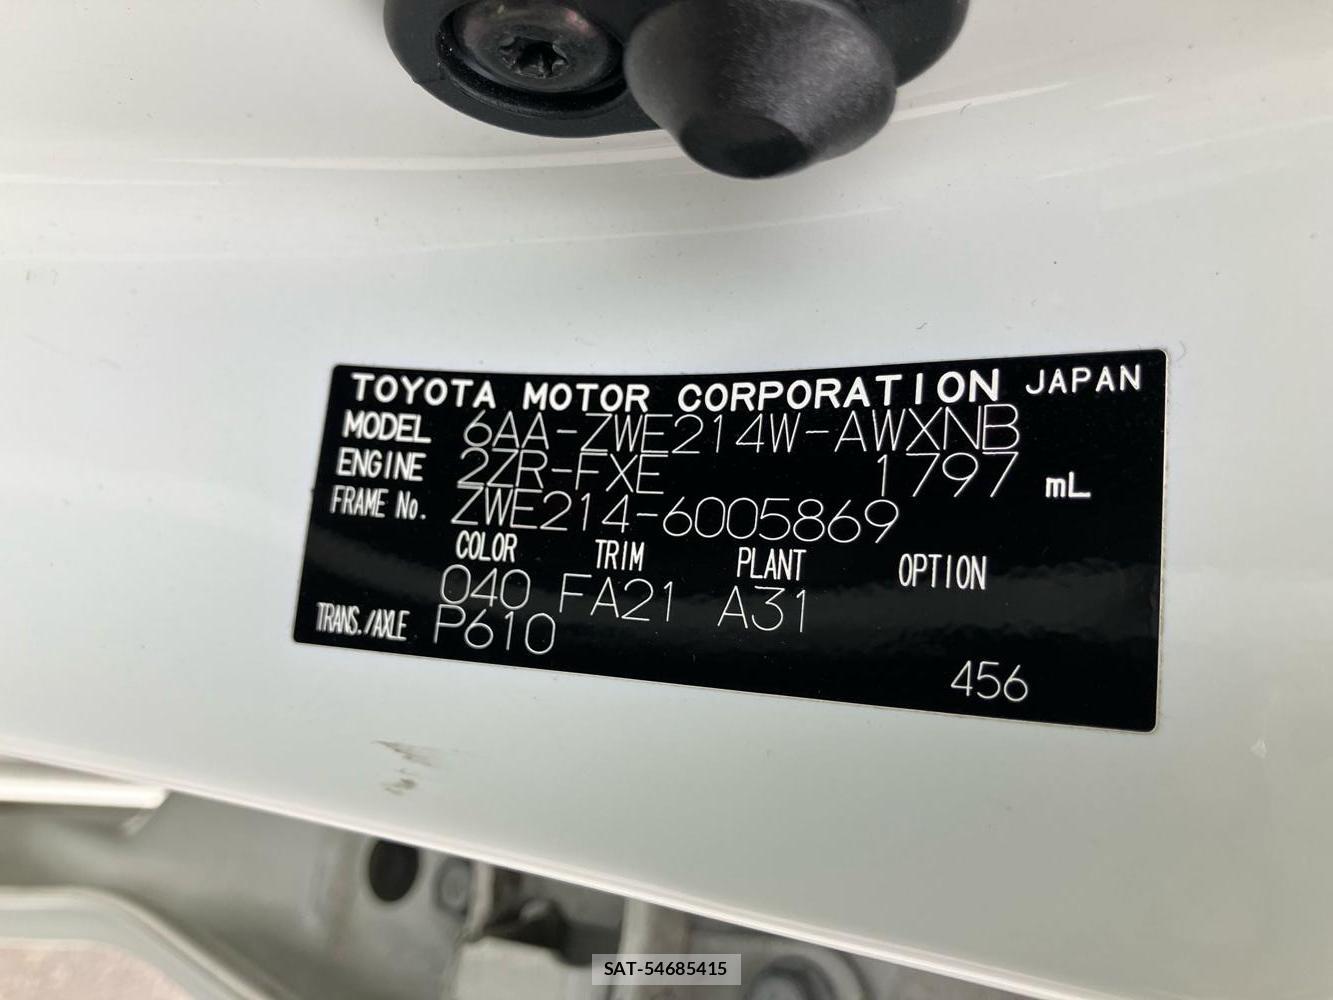 TOYOTA MOTOR CORPORATION JAPAN
MODEL 6AA-ZWE214W-AWXNB
ENGINE 2ZR-FXE 1797 mL
FRAME No. ZWE214-6005869
COLOR TRIM PLANT OPTION
040 FA21 A31
TRANS./AXLE P610
456
SAT-54685415